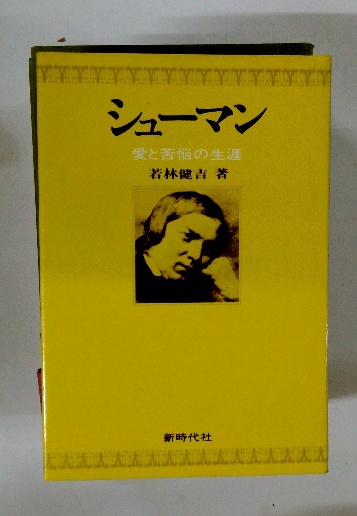 シューマン
愛と苦悩の生涯
若林健吉 著
新時代社